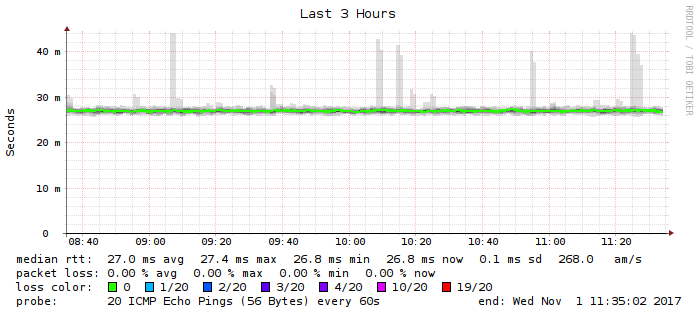 Last 3 Hours
RRDTOOL / TOBI OETIKER
Seconds
40 m
30 m
20 m
10 m
0
08:40 09:00 09:20 09:40 10:00 10:20 10:40 11:00 11:20
median rtt: 27.0 ms avg 27.4 ms max 26.8 ms min 26.8 ms now 0.1 ms sd 268.0 am/s
packet loss: 0.00 % avg 0.00 % max 0.00 % min 0.00 % now
loss color: 0 1/20 2/20 3/20 4/20 10/20 19/20
probe: 20 ICMP Echo Pings (56 Bytes) every 60s end: Wed Nov 1 11:35:02 2017